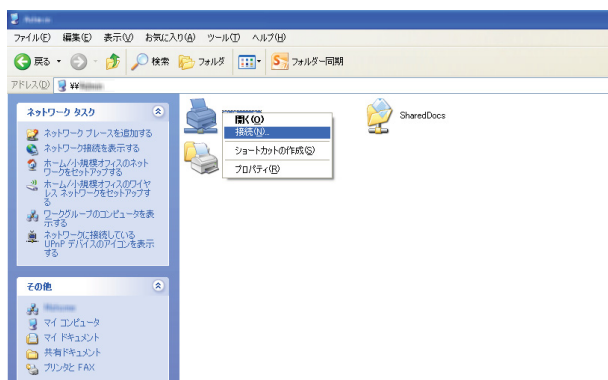 ファイル(F) 編集(E) 表示(V) お気に入り(A) ツール(T) ヘルプ(H)
戻る 検索 フォルダ フォルダー同期
アドレス(D) ¥¥
ネットワーク タスク
ネットワーク プレースを追加する
ネットワーク接続を表示する
ホーム/小規模オフィスのネット
ワークをセットアップする
ホーム/小規模オフィスのワイヤ
レス ネットワークをセットアップす
る
ワークグループのコンピュータを表
示する
ネットワークに接続している
UPnP デバイスのアイコンを表示
する
その他
マイ コンピュータ
マイ ドキュメント
共有ドキュメント
プリンタと FAX
開く(O)
接続(N)...
ショートカットの作成(S)
プロパティ(R)
SharedDocs